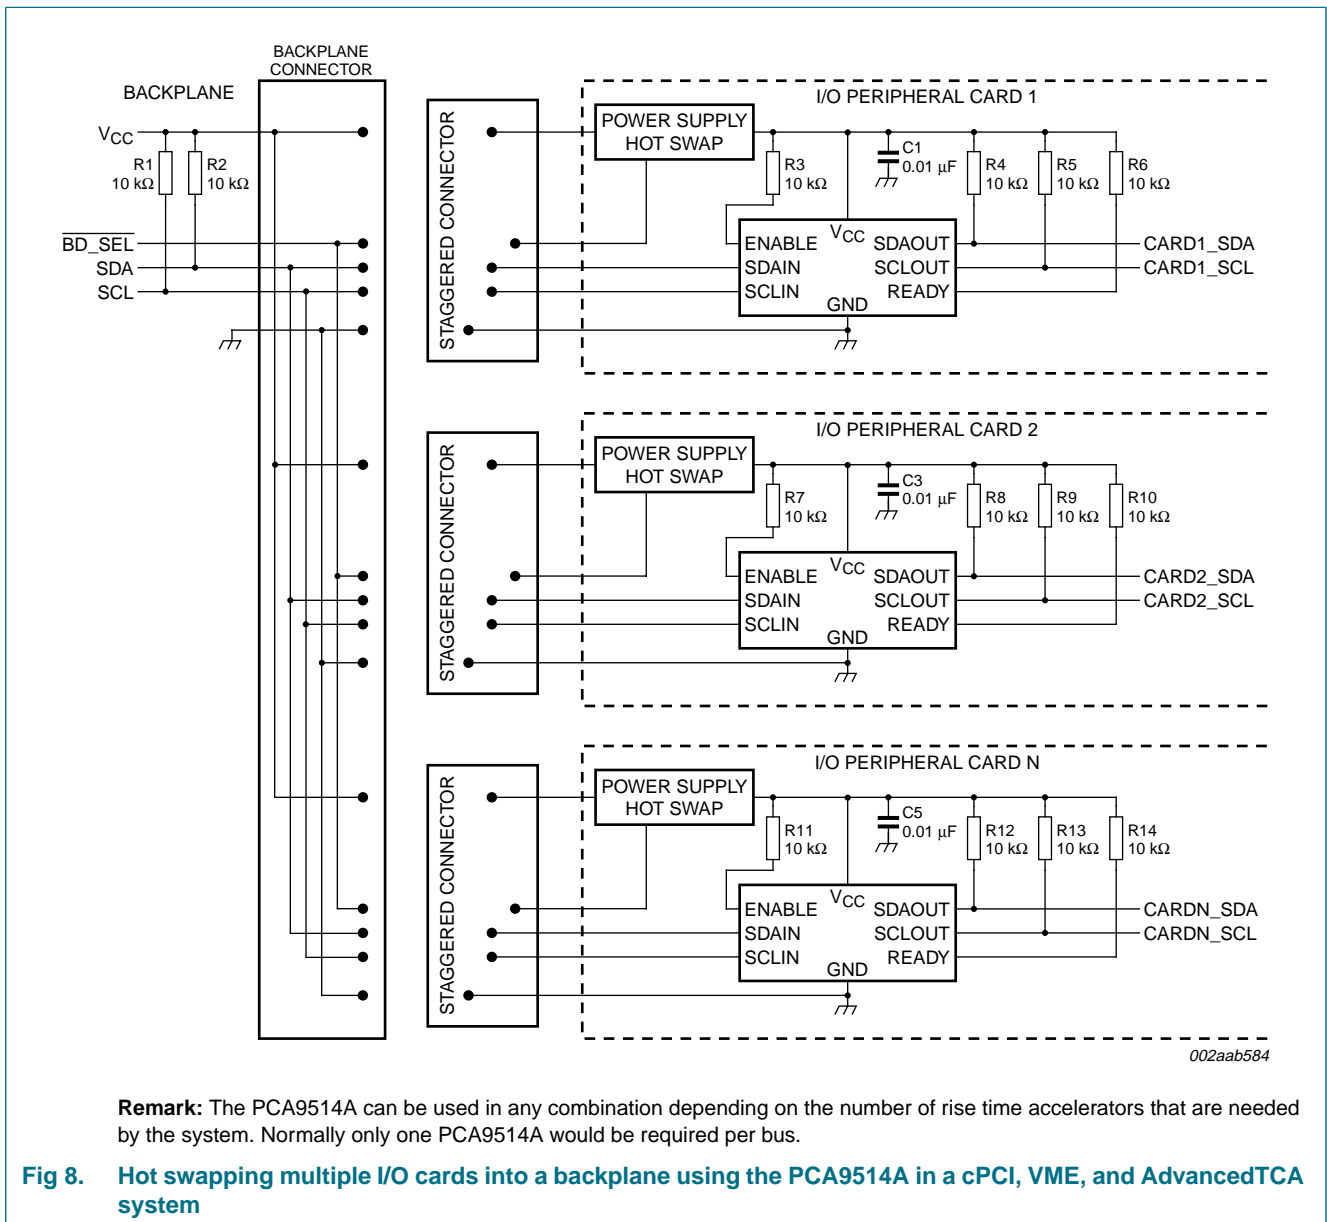 BACKPLANE
CONNECTOR
BACKPLANE
VCC
R1
10 kΩ
R2
10 kΩ
BD_SEL
SDA
SCL
STAGGERED CONNECTOR
I/O PERIPHERAL CARD 1
POWER SUPPLY
HOT SWAP
R3
10 kΩ
C1
0.01 μF
R4
10 kΩ
R5
10 kΩ
R6
10 kΩ
ENABLE
VCC
SDAOUT
CARD1_SDA
SDAIN
SCLOUT
CARD1_SCL
SCLIN
READY
GND
STAGGERED CONNECTOR
I/O PERIPHERAL CARD 2
POWER SUPPLY
HOT SWAP
R7
10 kΩ
C3
0.01 μF
R8
10 kΩ
R9
10 kΩ
R10
10 kΩ
ENABLE
VCC
SDAOUT
CARD2_SDA
SDAIN
SCLOUT
CARD2_SCL
SCLIN
READY
GND
STAGGERED CONNECTOR
I/O PERIPHERAL CARD N
POWER SUPPLY
HOT SWAP
R11
10 kΩ
C5
0.01 μF
R12
10 kΩ
R13
10 kΩ
R14
10 kΩ
ENABLE
VCC
SDAOUT
CARDN_SDA
SDAIN
SCLOUT
CARDN_SCL
SCLIN
READY
GND
002aab584
Remark: The PCA9514A can be used in any combination depending on the number of rise time accelerators that are needed
by the system. Normally only one PCA9514A would be required per bus.
Fig 8. Hot swapping multiple I/O cards into a backplane using the PCA9514A in a cPCI, VME, and AdvancedTCA
system